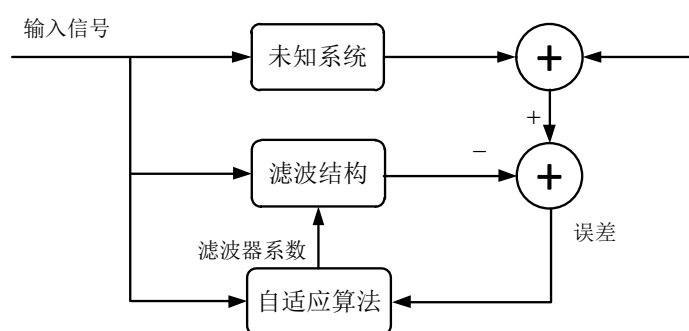 输入信号
未知系统
+
+
滤波结构
−
+
滤波器系数
误差
自适应算法